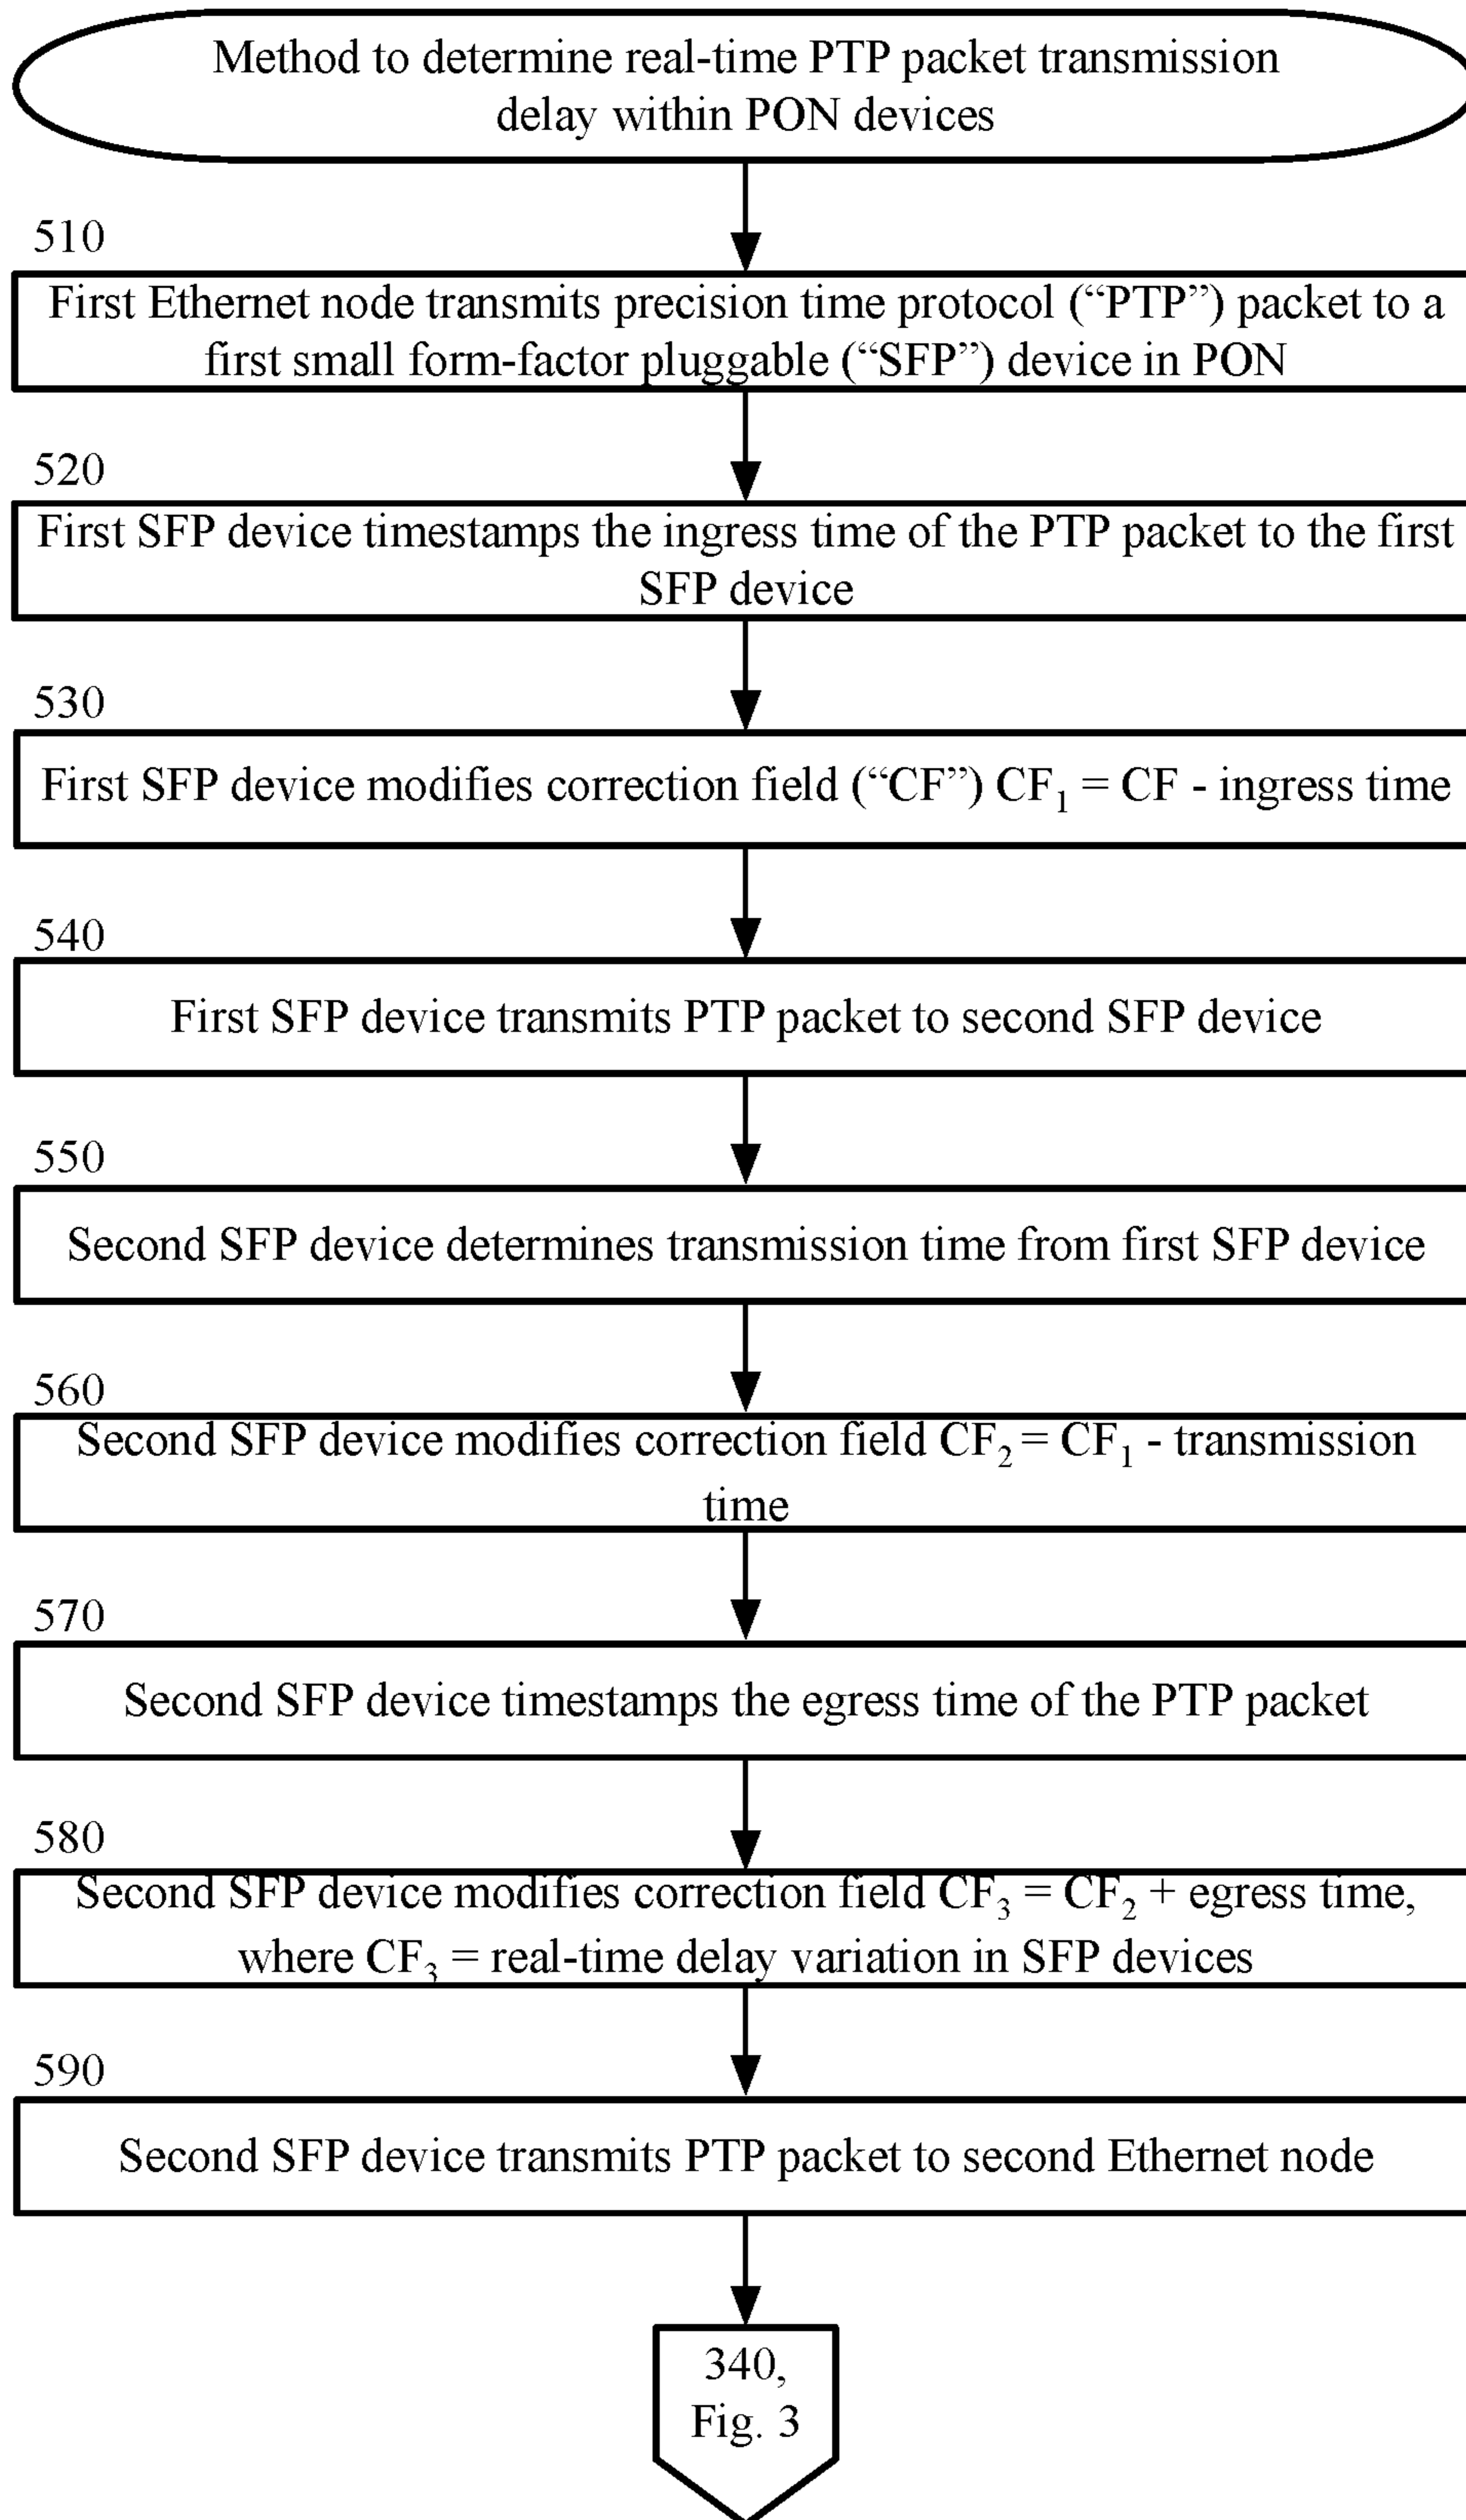 Method to determine real-time PTP packet transmission
delay within PON devices
510
First Ethernet node transmits precision time protocol (“PTP”) packet to a
first small form-factor pluggable (“SFP”) device in PON
520
First SFP device timestamps the ingress time of the PTP packet to the first
SFP device
530
First SFP device modifies correction field (“CF”) CF₁ = CF - ingress time
540
First SFP device transmits PTP packet to second SFP device
550
Second SFP device determines transmission time from first SFP device
560
Second SFP device modifies correction field CF₂ = CF₁ - transmission
time
570
Second SFP device timestamps the egress time of the PTP packet
580
Second SFP device modifies correction field CF₃ = CF₂ + egress time,
where CF₃ = real-time delay variation in SFP devices
590
Second SFP device transmits PTP packet to second Ethernet node
340,
Fig. 3